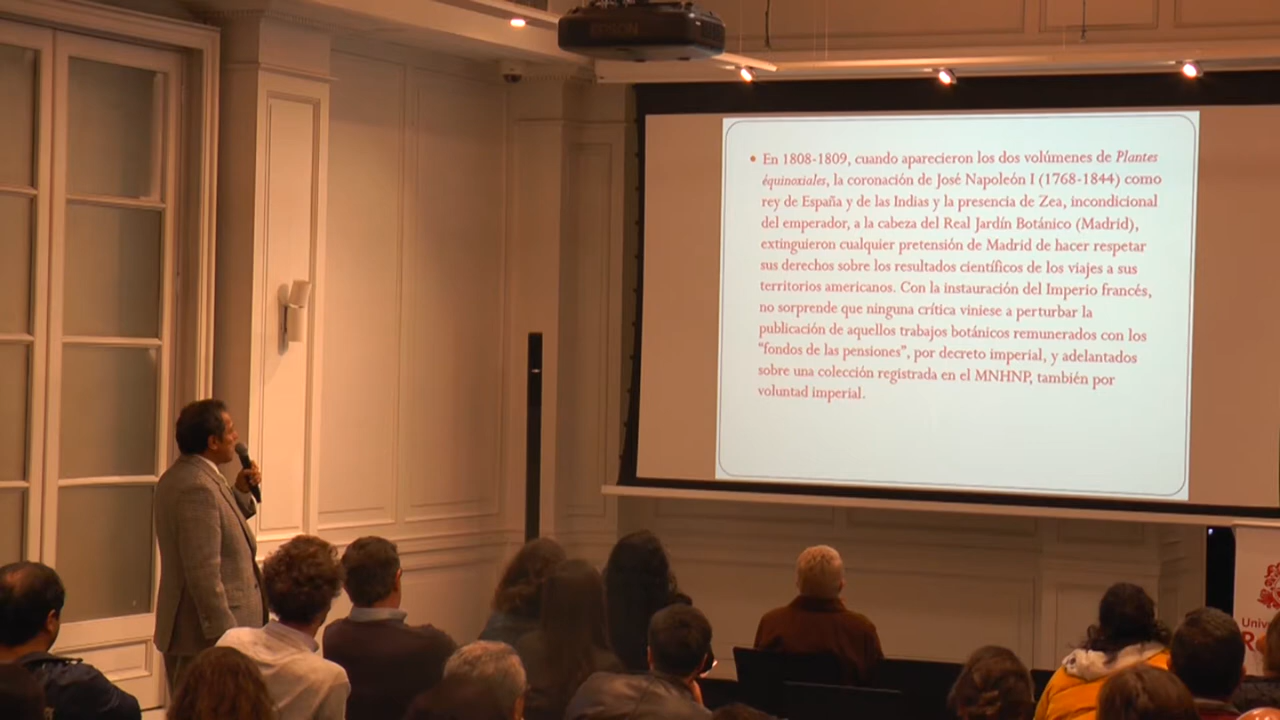 EPSON
• En 1808-1809, cuando aparecieron los dos volúmenes de Plantes
équinoxiales, la coronación de José Napoleón I (1768-1844) como
rey de España y de las Indias y la presencia de Zea, incondicional
del emperador, a la cabeza del Real Jardín Botánico (Madrid),
extinguieron cualquier pretensión de Madrid de hacer respetar
sus derechos sobre los resultados científicos de los viajes a sus
territorios americanos. Con la instauración del Imperio francés,
no sorprende que ninguna crítica viniese a perturbar la
publicación de aquellos trabajos botánicos remunerados con los
“fondos de las pensiones”, por decreto imperial, y adelantados
sobre una colección registrada en el MNHNP, también por
voluntad imperial.